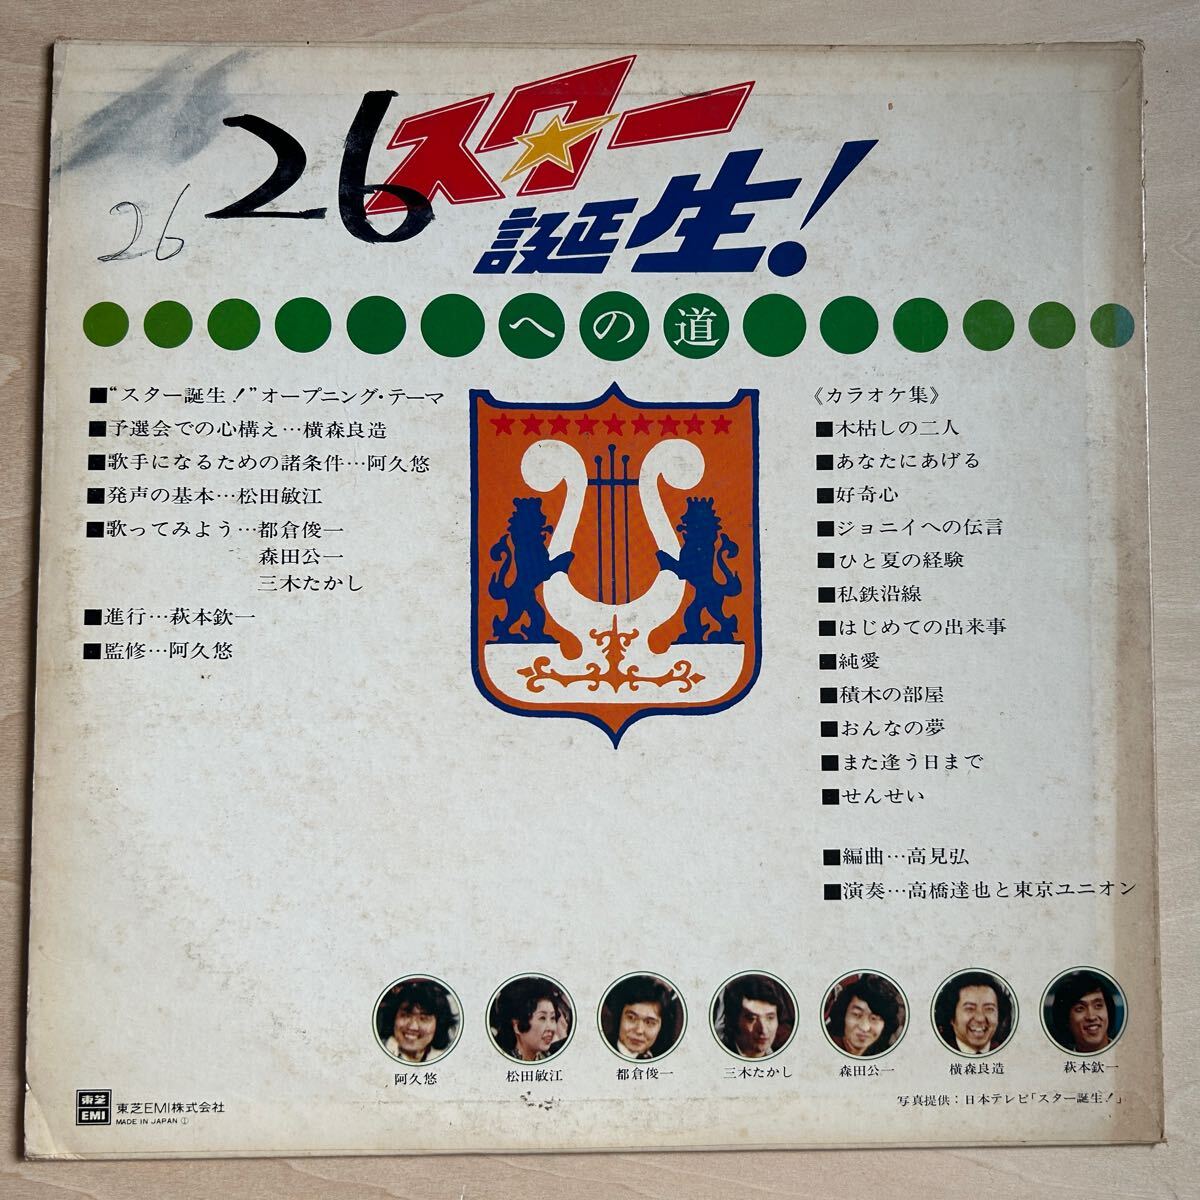 26
26
スター
誕生!
への道
■“スター誕生!”オープニング・テーマ
■予選会での心構え…横森良造
■歌手になるための諸条件…阿久悠
■発声の基本…松田敏江
■歌ってみよう…都倉俊一
森田公一
三木たかし
■進行…萩本欽一
■監修…阿久悠
《カラオケ集》
■木枯しの二人
■あなたにあげる
■好奇心
■ジョニイへの伝言
■ひと夏の経験
■私鉄沿線
■はじめての出来事
■純愛
■積木の部屋
■おんなの夢
■また逢う日まで
■せんせい
■編曲…高見弘
■演奏…高橋達也と東京ユニオン
阿久悠
松田敏江
都倉俊一
三木たかし
森田公一
横森良造
萩本欽一
写真提供:日本テレビ「スター誕生!」
東芝
EMI
東芝EMI株式会社
MADE IN JAPAN ①